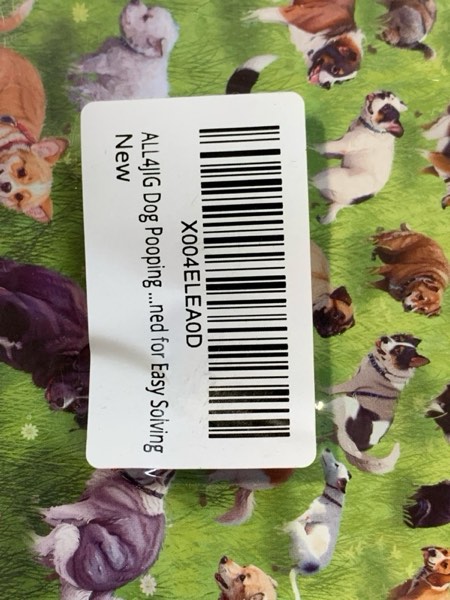 X004ELEA0D
ALL4JIG Dog Pooping ...ned for Easy Solving
New